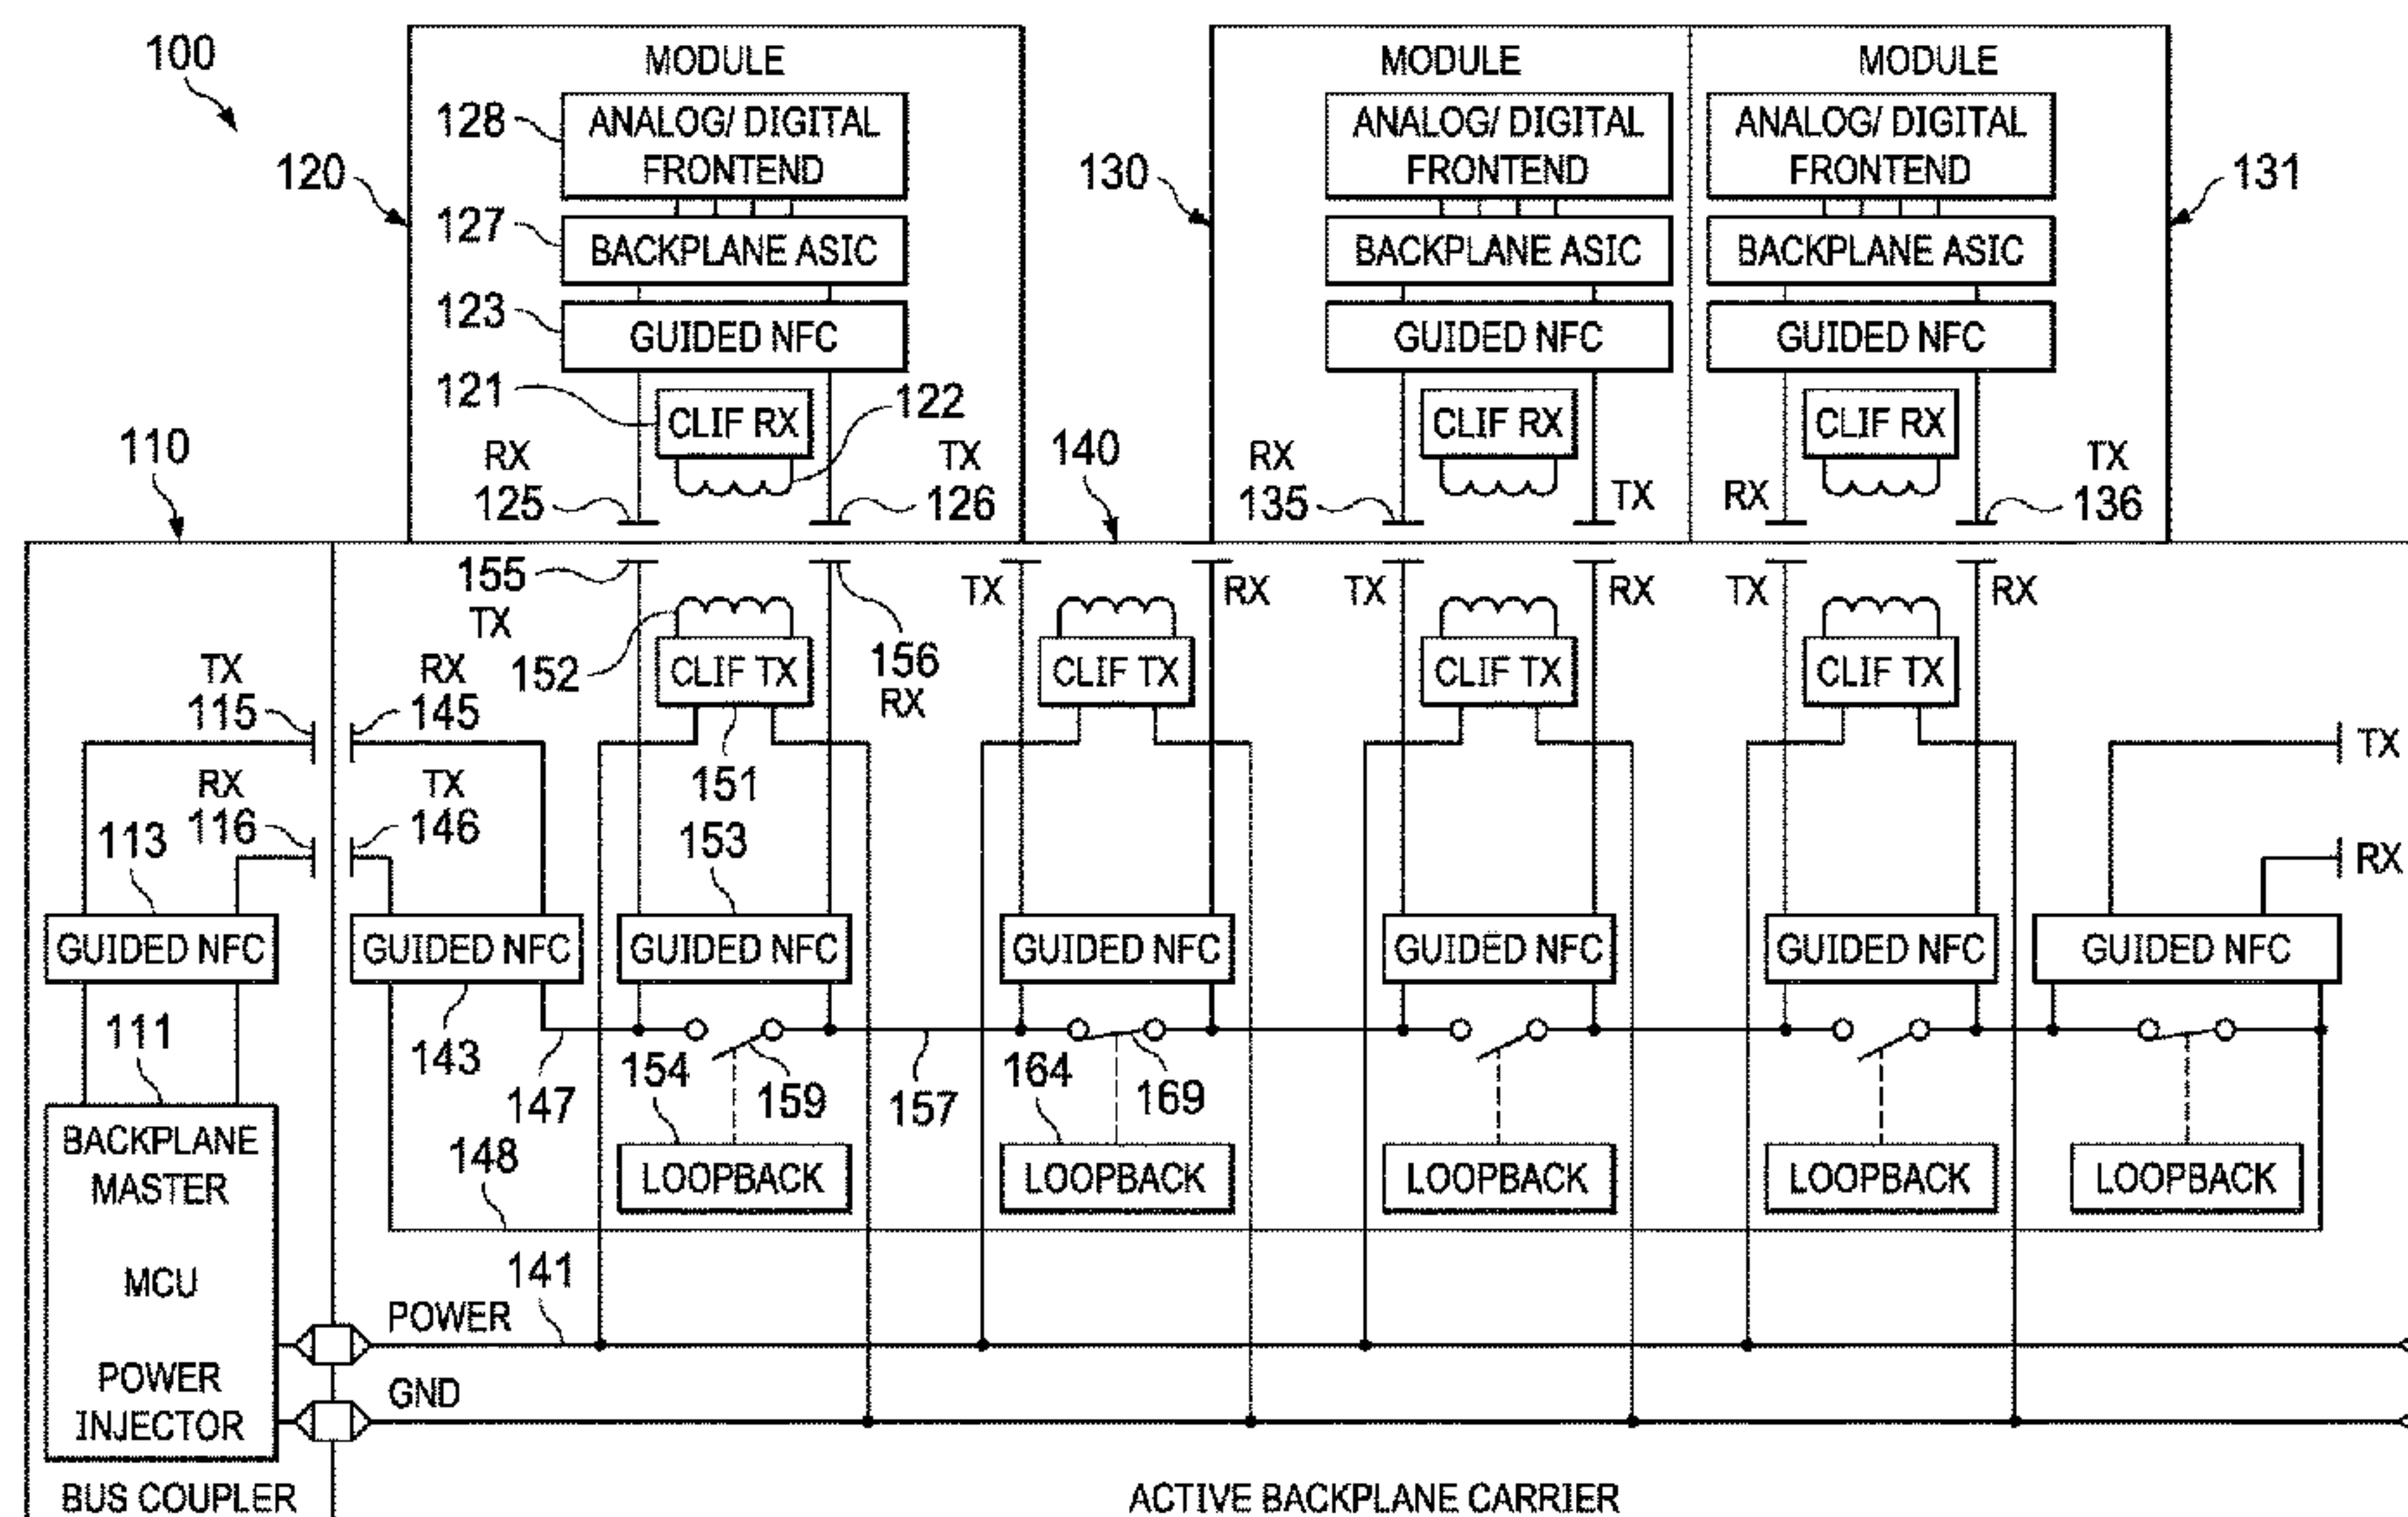 100
MODULE
MODULE
MODULE
128
ANALOG/ DIGITAL
FRONTEND
ANALOG/ DIGITAL
FRONTEND
ANALOG/ DIGITAL
FRONTEND
120
130
131
127
BACKPLANE ASIC
BACKPLANE ASIC
BACKPLANE ASIC
123
GUIDED NFC
GUIDED NFC
GUIDED NFC
121
CLIF RX
122
CLIF RX
CLIF RX
110
RX
125
TX
126
140
RX
135
TX
RX
TX
136
155
TX
156
RX
TX
RX
TX
RX
TX
RX
152
CLIF TX
CLIF TX
CLIF TX
CLIF TX
TX
115
RX
145
151
TX
RX
116
TX
146
RX
113
153
GUIDED NFC
GUIDED NFC
GUIDED NFC
GUIDED NFC
GUIDED NFC
GUIDED NFC
GUIDED NFC
111
143
147
154
159
157
164
169
BACKPLANE
MASTER
MCU
POWER
INJECTOR
148
LOOPBACK
LOOPBACK
LOOPBACK
LOOPBACK
LOOPBACK
141
POWER
GND
BUS COUPLER
ACTIVE BACKPLANE CARRIER